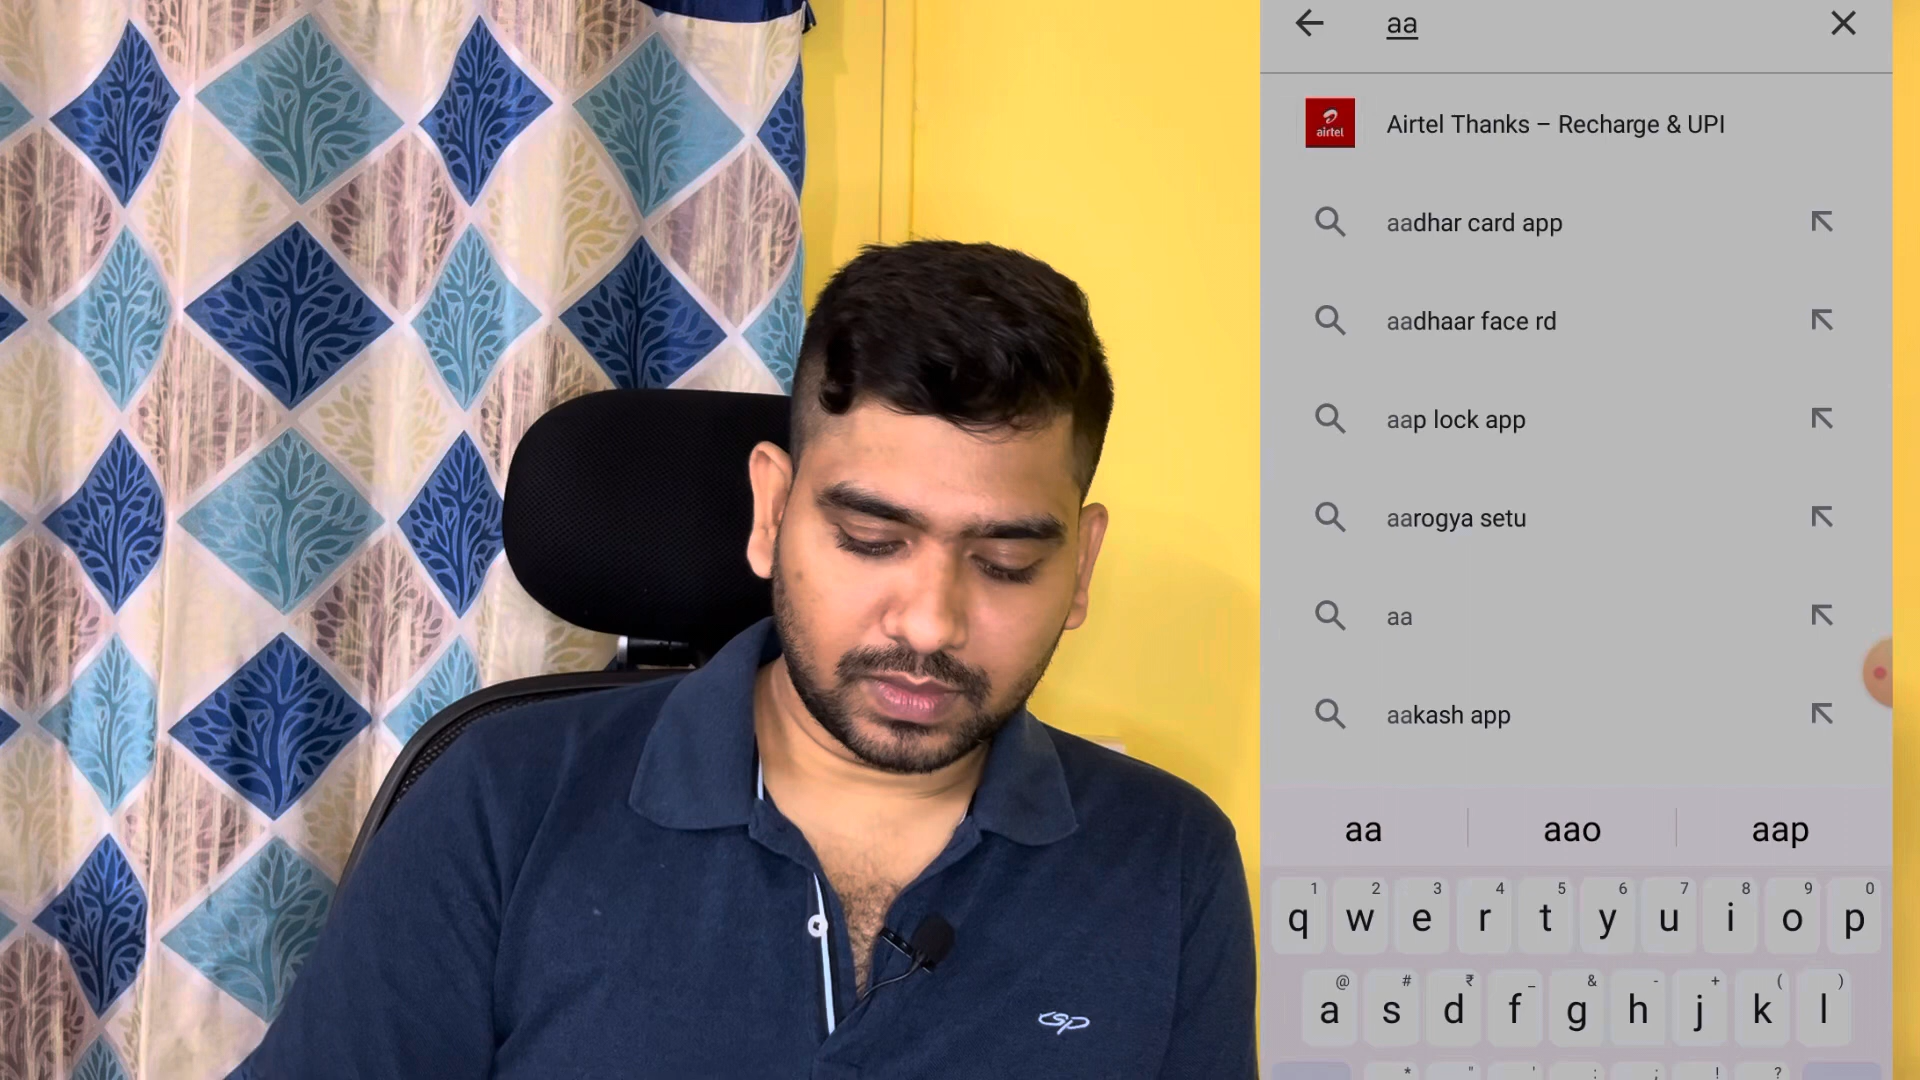 aa
airtel
Airtel Thanks – Recharge & UPI
aadhar card app
aadhaar face rd
aap lock app
aarogya setu
aa
aakash app
aa aao aap
1 2 3 4 5 6 7 8 9 0
q w e r t y u i o p
@ # ₹ _ & - + ( )
a s d f g h j k l
* " ' : ; ! ?